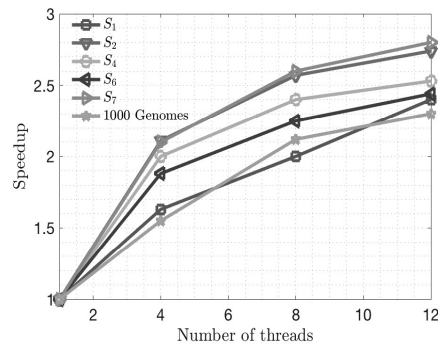 3
2.5
2
1.5
1
Speedup
S1
S2
S4
S6
S7
1000 Genomes
2 4 6 8 10 12
Number of threads